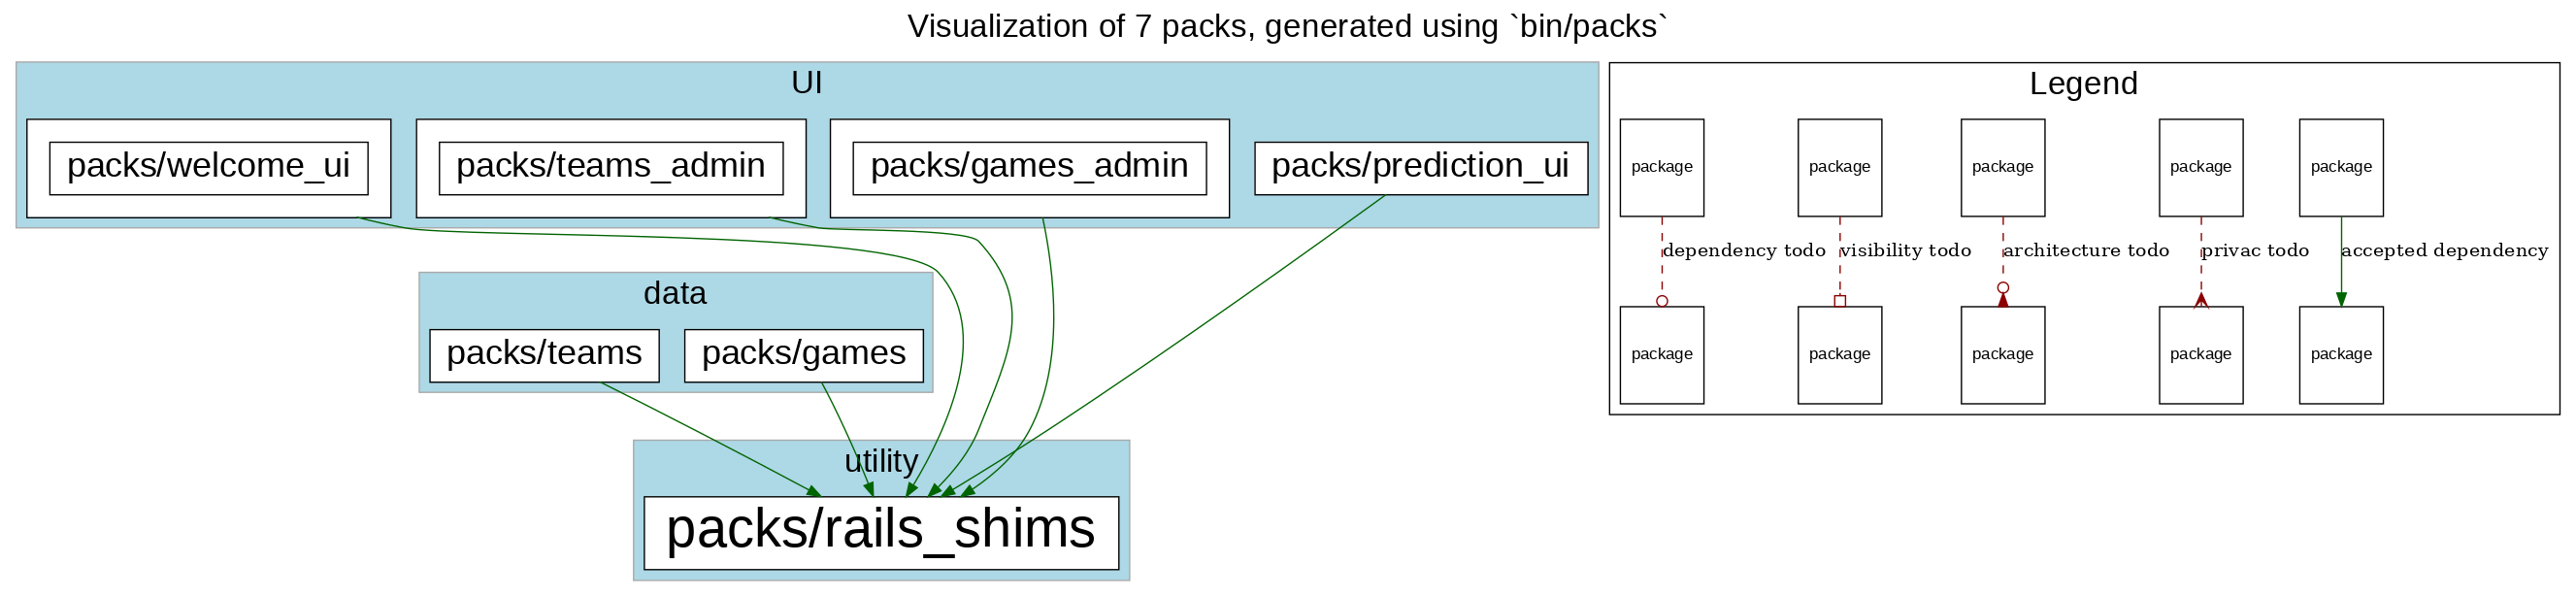 Visualization of 7 packs, generated using `bin/packs`
UI
packs/welcome_ui
packs/teams_admin
packs/games_admin
packs/prediction_ui
data
packs/teams
packs/games
utility
packs/rails_shims
Legend
package
package
package
package
package
dependency todo
visibility todo
architecture todo
privac todo
accepted dependency
package
package
package
package
package